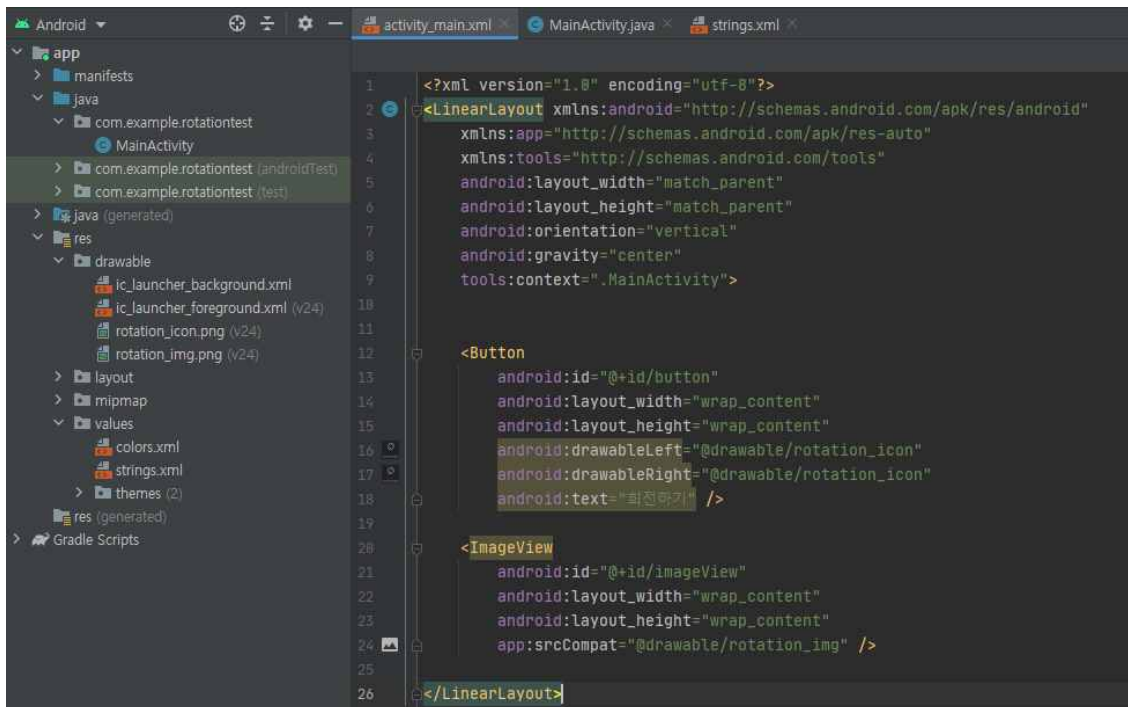 Android
app
manifests
java
com.example.rotationtest
MainActivity
com.example.rotationtest (androidTest)
com.example.rotationtest (test)
java (generated)
res
drawable
ic_launcher_background.xml
ic_launcher_foreground.xml (v24)
rotation_icon.png (v24)
rotation_img.png (v24)
layout
mipmap
values
colors.xml
strings.xml
themes (2)
res (generated)
Gradle Scripts
activity_main.xml MainActivity.java strings.xml
1 <?xml version="1.0" encoding="utf-8"?>
2 <LinearLayout xmlns:android="http://schemas.android.com/apk/res/android"
3 xmlns:app="http://schemas.android.com/apk/res-auto"
4 xmlns:tools="http://schemas.android.com/tools"
5 android:layout_width="match_parent"
6 android:layout_height="match_parent"
7 android:orientation="vertical"
8 android:gravity="center"
9 tools:context=".MainActivity">
10
11
12 <Button
13 android:id="@+id/button"
14 android:layout_width="wrap_content"
15 android:layout_height="wrap_content"
16 android:drawableLeft="@drawable/rotation_icon"
17 android:drawableRight="@drawable/rotation_icon"
18 android:text="회전하기" />
19
20 <ImageView
21 android:id="@+id/imageView"
22 android:layout_width="wrap_content"
23 android:layout_height="wrap_content"
24 app:srcCompat="@drawable/rotation_img" />
25
26 </LinearLayout>